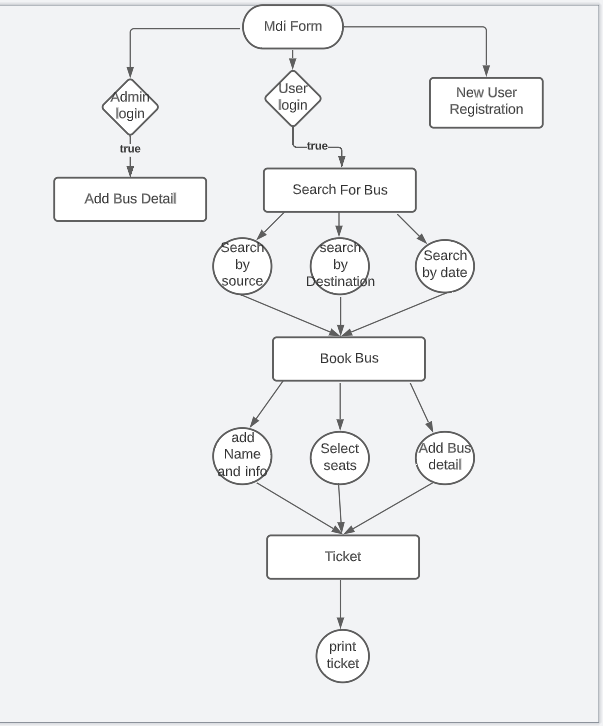 Mdi Form
Admin
login
User
login
New User
Registration
true
true
Add Bus Detail
Search For Bus
Search
by
source
search
by
Destination
Search
by date
Book Bus
add
Name
and info
Select
seats
Add Bus
detail
Ticket
print
ticket